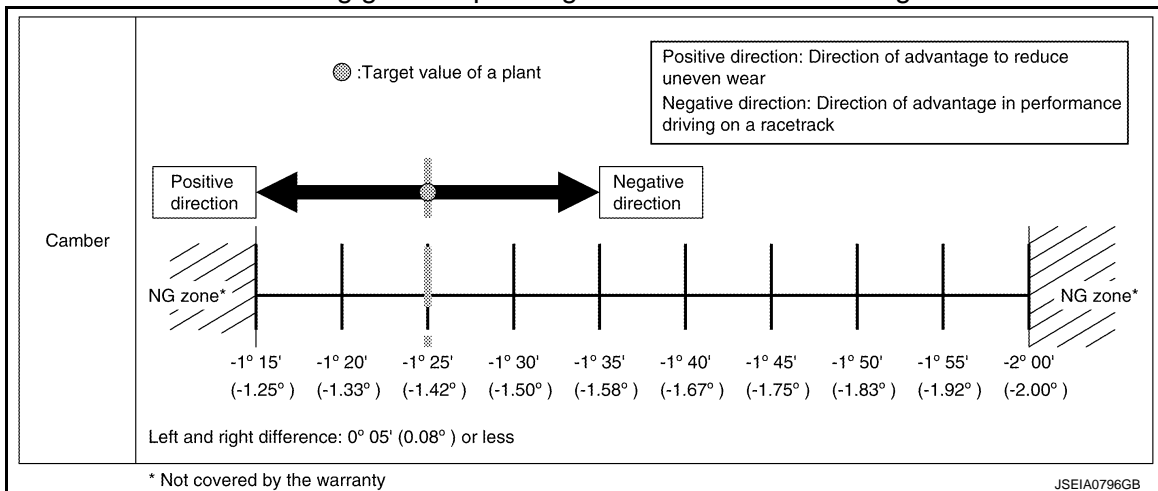 Camber
:Target value of a plant
Positive direction: Direction of advantage to reduce
uneven wear
Negative direction: Direction of advantage in performance
driving on a racetrack
Positive
direction
Negative
direction
NG zone*
NG zone*
-1° 15' -1° 20' -1° 25' -1° 30' -1° 35' -1° 40' -1° 45' -1° 50' -1° 55' -2° 00'
(-1.25° ) (-1.33° ) (-1.42° ) (-1.50° ) (-1.58° ) (-1.67° ) (-1.75° ) (-1.83° ) (-1.92° ) (-2.00° )
Left and right difference: 0° 05' (0.08° ) or less
* Not covered by the warranty
JSEIA0796GB